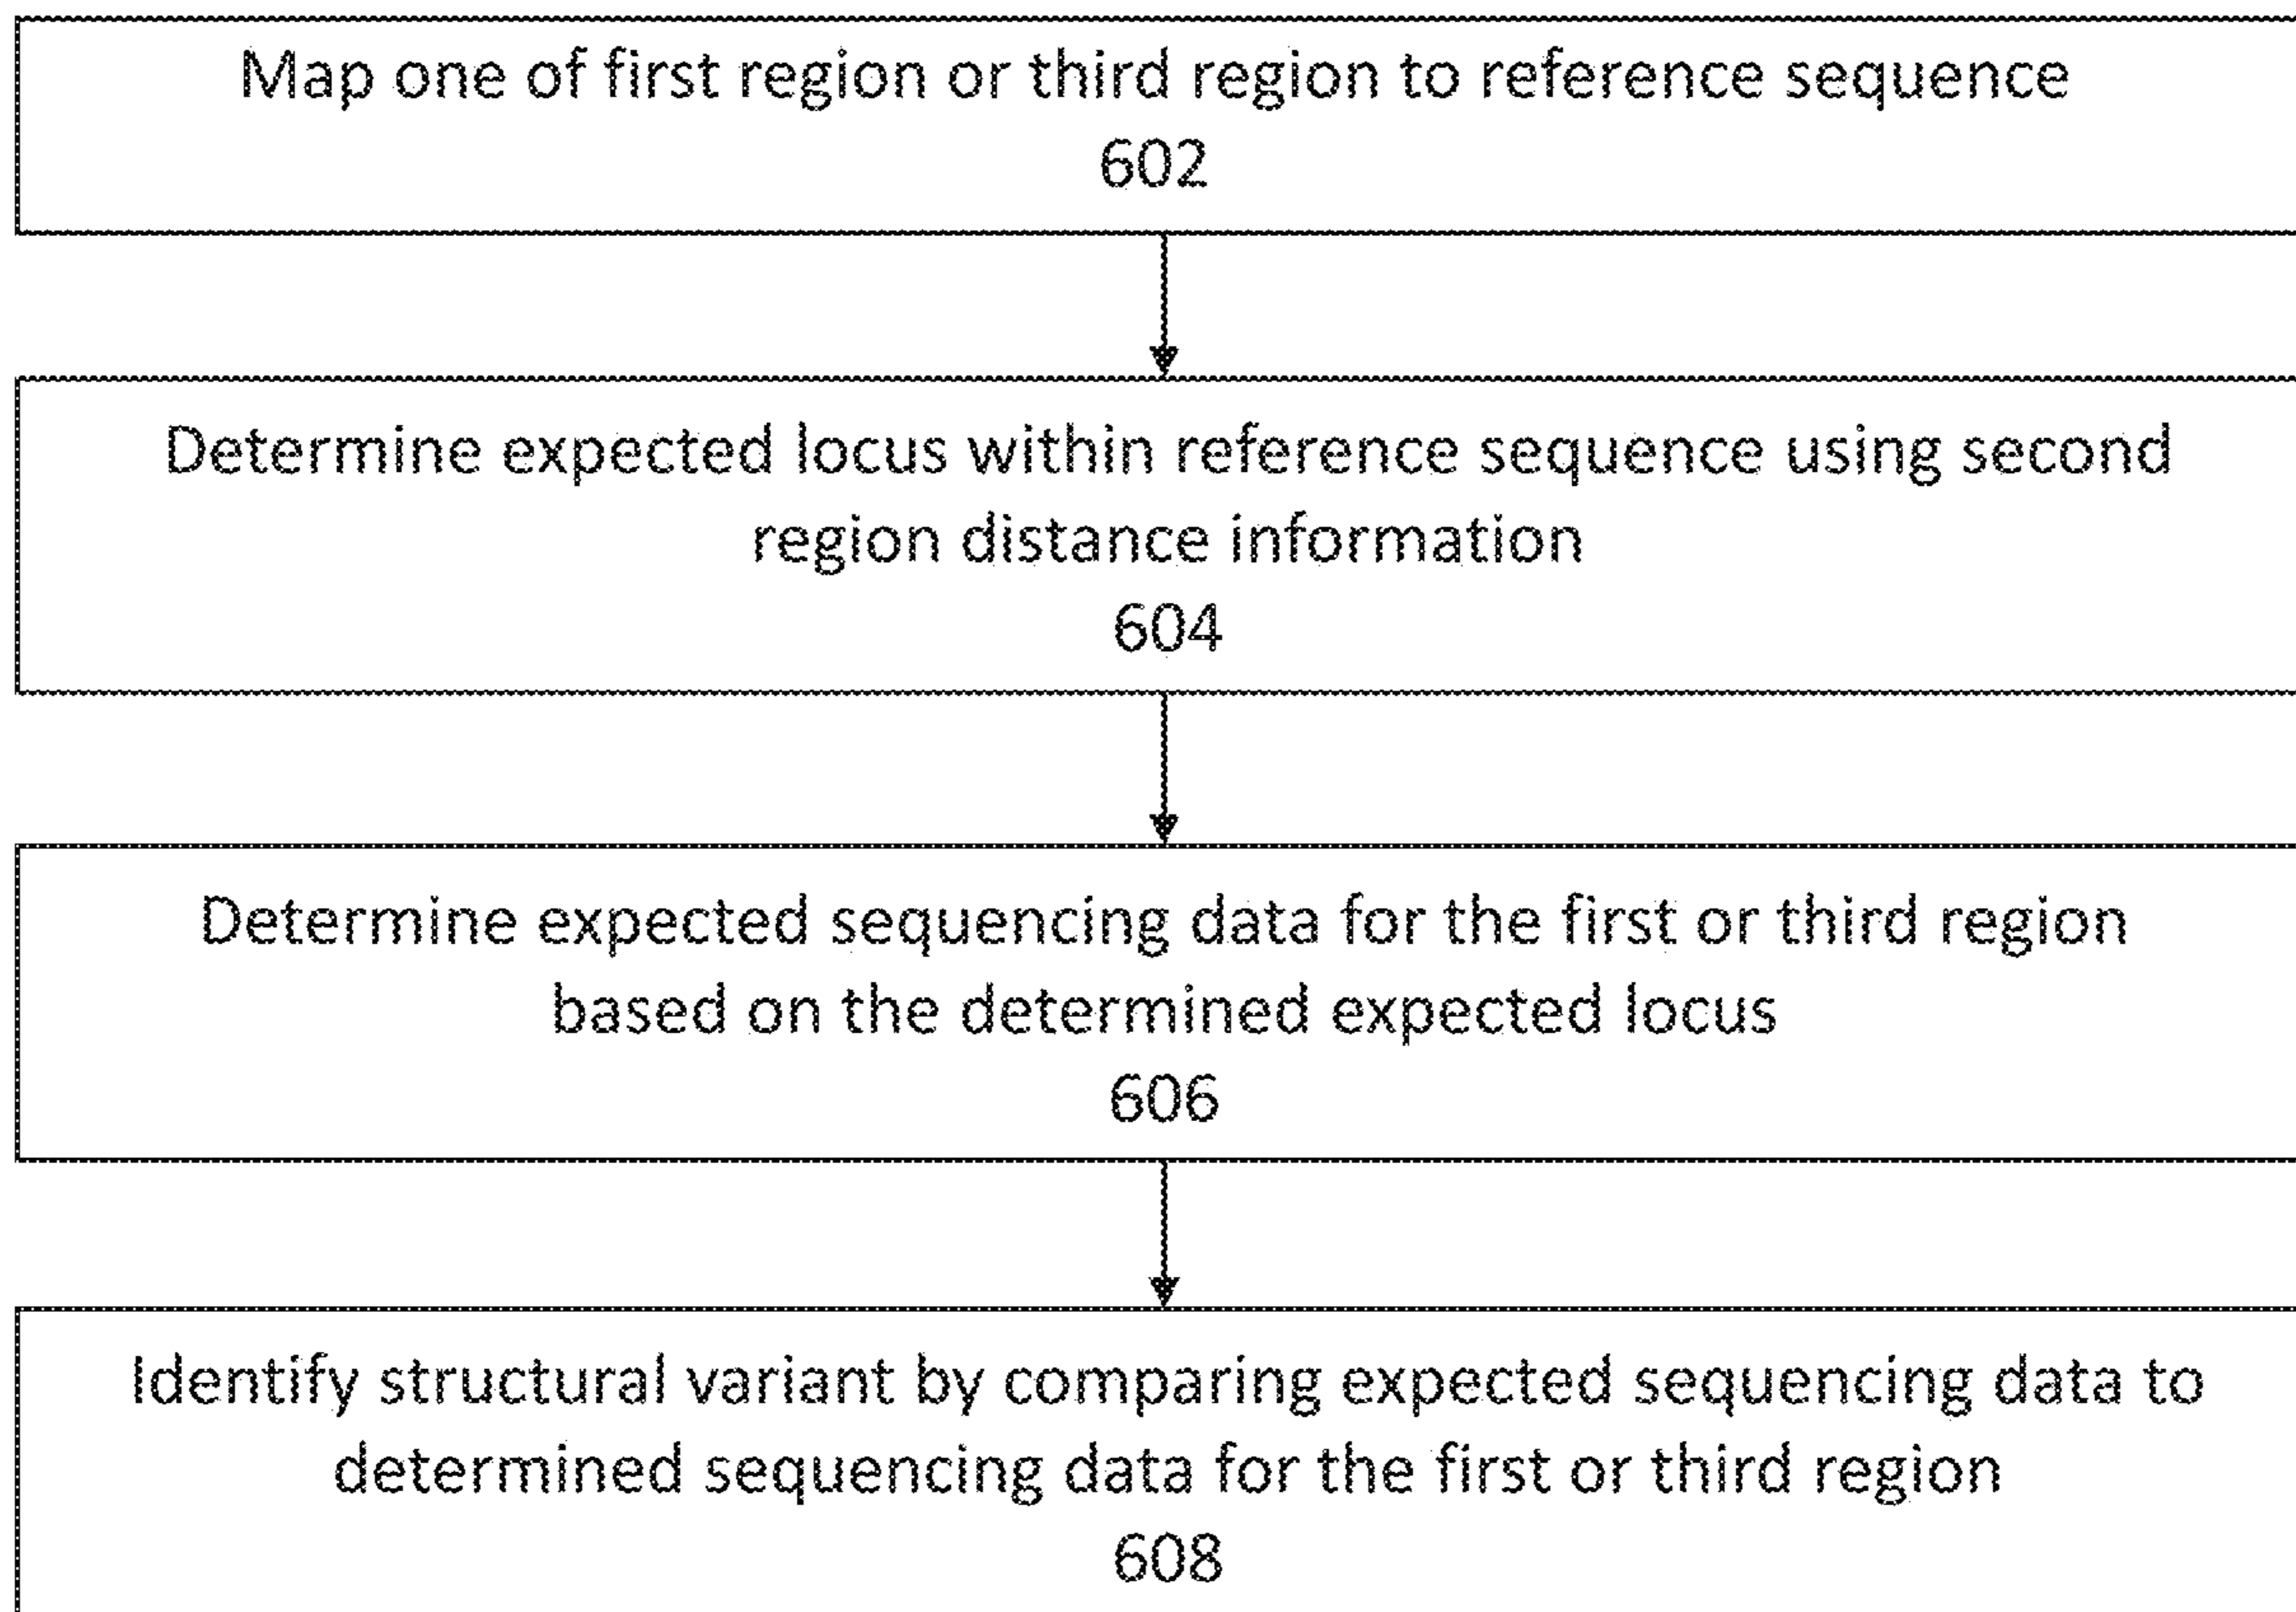 Map one of first region or third region to reference sequence
602
Determine expected locus within reference sequence using second
region distance information
604
Determine expected sequencing data for the first or third region
based on the determined expected locus
606
Identify structural variant by comparing expected sequencing data to
determined sequencing data for the first or third region
608